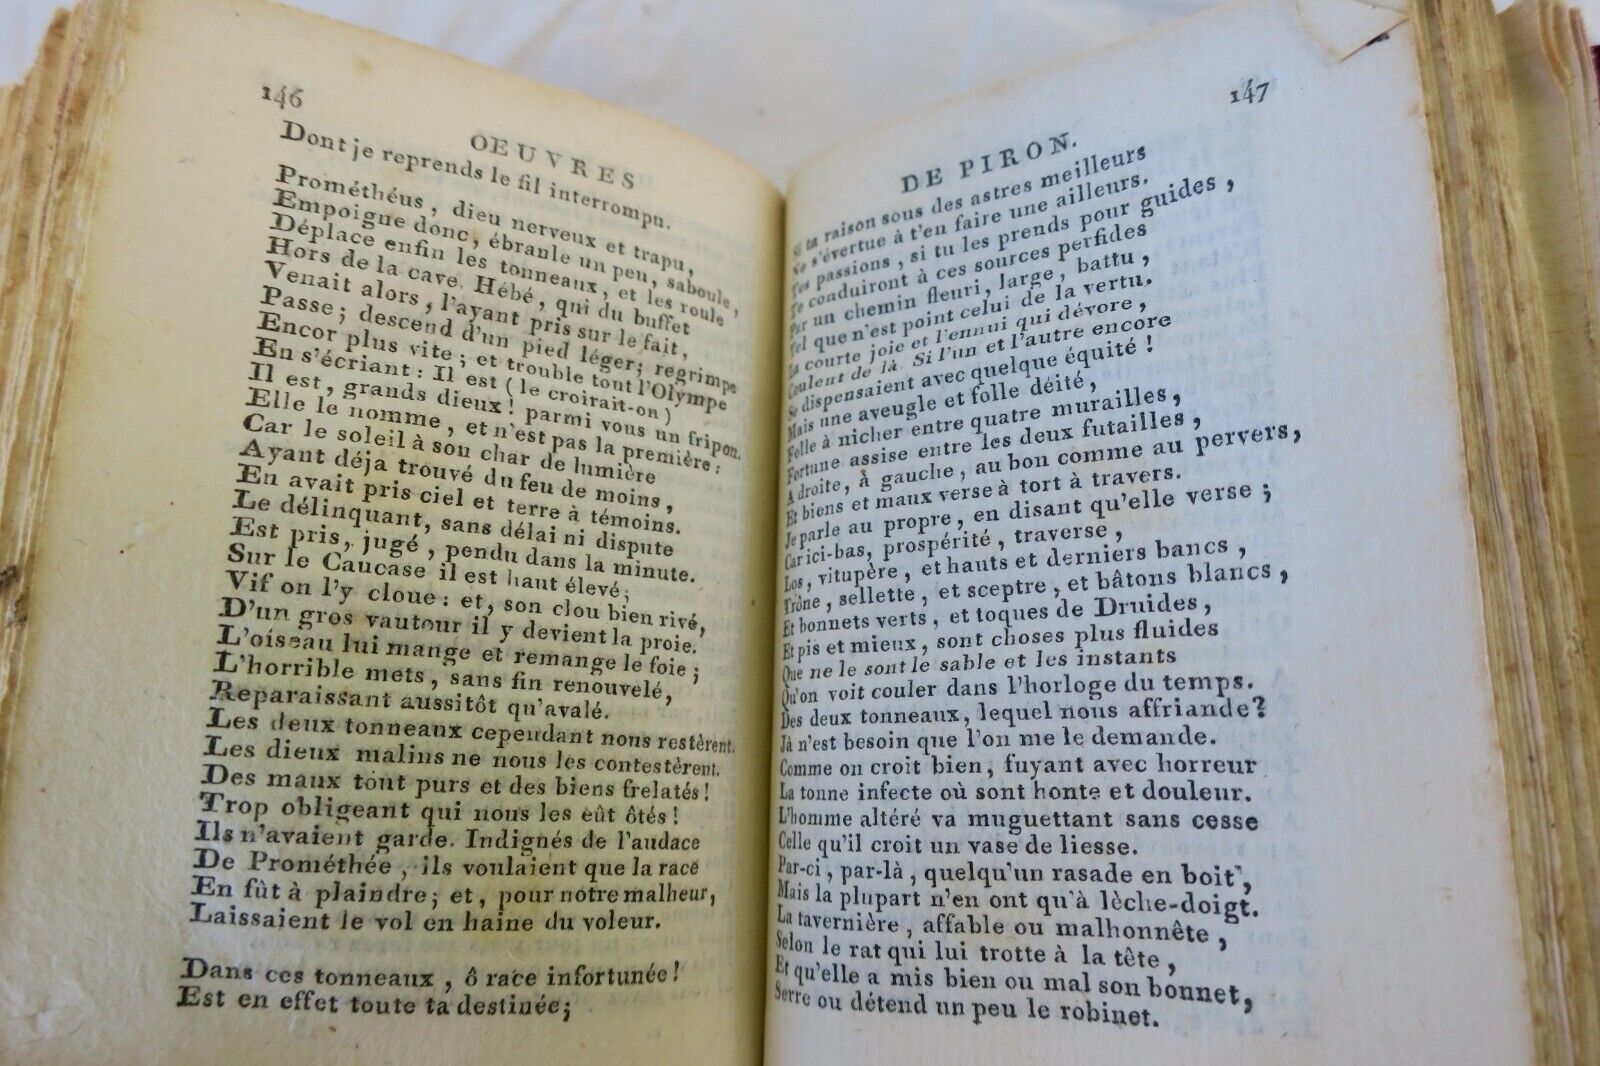 146
OEUVRES
Dont je reprends le fil interrompu.
Prométhéus, dieu nerveux et trapu,
Empoigne donc, ébranle un peu, saboule,
Déplace enfin les tonneaux, et les roule
Hors de la cave. Hébé, qui du buffet
Venait alors, l'ayant pris sur le fait,
Passe; descend d'un pied léger; regrimpe
Encor plus vite; et trouble tout l'Olympe
En s'écriant: Il est (le croirait-on)
Il est, grands dieux! parmi vous un fripon.
Elle le nomme, et n'est pas la première:
Car le soleil à son char de lumière
Ayant déja trouvé du feu de moins,
En avait pris ciel et terre à témoins.
Le délinquant, sans délai ni dispute
Est pris, jugé, pendu dans la minute.
Sur le Caucase il est haut élevé;
Vif on l'y cloue: et, son clou bien rivé,
D'un gros vautour il y devient la proie.
L'oiseau lui mange et remange le foie;
L'horrible mets, sans fin renouvelé,
Reparaissant aussitôt qu'avalé.
Les deux tonneaux cependant nous restèrent.
Les dieux malins ne nous les contestèrent.
Des maux tout purs et des biens frelatés!
Trop obligeant qui nous les eût ôtés!
Ils n'avaient garde. Indignés de l'audace
De Prométhée, ils voulaient que la race
En fût à plaindre; et, pour notre malheur,
Laissaient le vol en haine du voleur.
Dans ces tonneaux, ô race infortunée!
Est en effet toute ta destinée;
147
DE PIRON.
Si ta raison sous des astres meilleurs
Ne s'évertue à t'en faire une ailleurs.
Tes passions, si tu les prends pour guides,
Te conduiront à ces sources perfides
Par un chemin fleuri, large, battu,
Tel que n'est point celui de la vertu.
La courte joie et l'ennui qui dévore,
Coulent de là. Si l'un et l'autre encore
Se dispensaient avec quelque équité!
Mais une aveugle et folle déité,
Folle à nicher entre quatre murailles,
Fortune assise entre les deux futailles,
A droite, à gauche, au bon comme au pervers,
Et biens et maux verse à tort à travers.
Je parle au propre, en disant qu'elle verse;
Car ici-bas, prospérité, traverse,
Los, vitupère, et hauts et derniers bancs,
Trône, sellette, et sceptre, et bâtons blancs,
Et bonnets verts, et toques de Druides,
Et pis et mieux, sont choses plus fluides
Que ne le sont le sable et les instants
Qu'on voit couler dans l'horloge du temps.
Des deux tonneaux, lequel nous affriande?
Jà n'est besoin que l'on me le demande.
Comme on croit bien, fuyant avec horreur
La tonne infecte où sont honte et douleur.
L'homme altéré va muguettant sans cesse
Celle qu'il croit un vase de liesse.
Par-ci, par-là, quelqu'un rasade en boit,
Mais la plupart n'en ont qu'à lèche-doigt.
La tavernière, affable ou malhonnête,
Selon le rat qui lui trotte à la tête,
Et qu'elle a mis bien ou mal son bonnet,
Serre ou détend un peu le robinet.